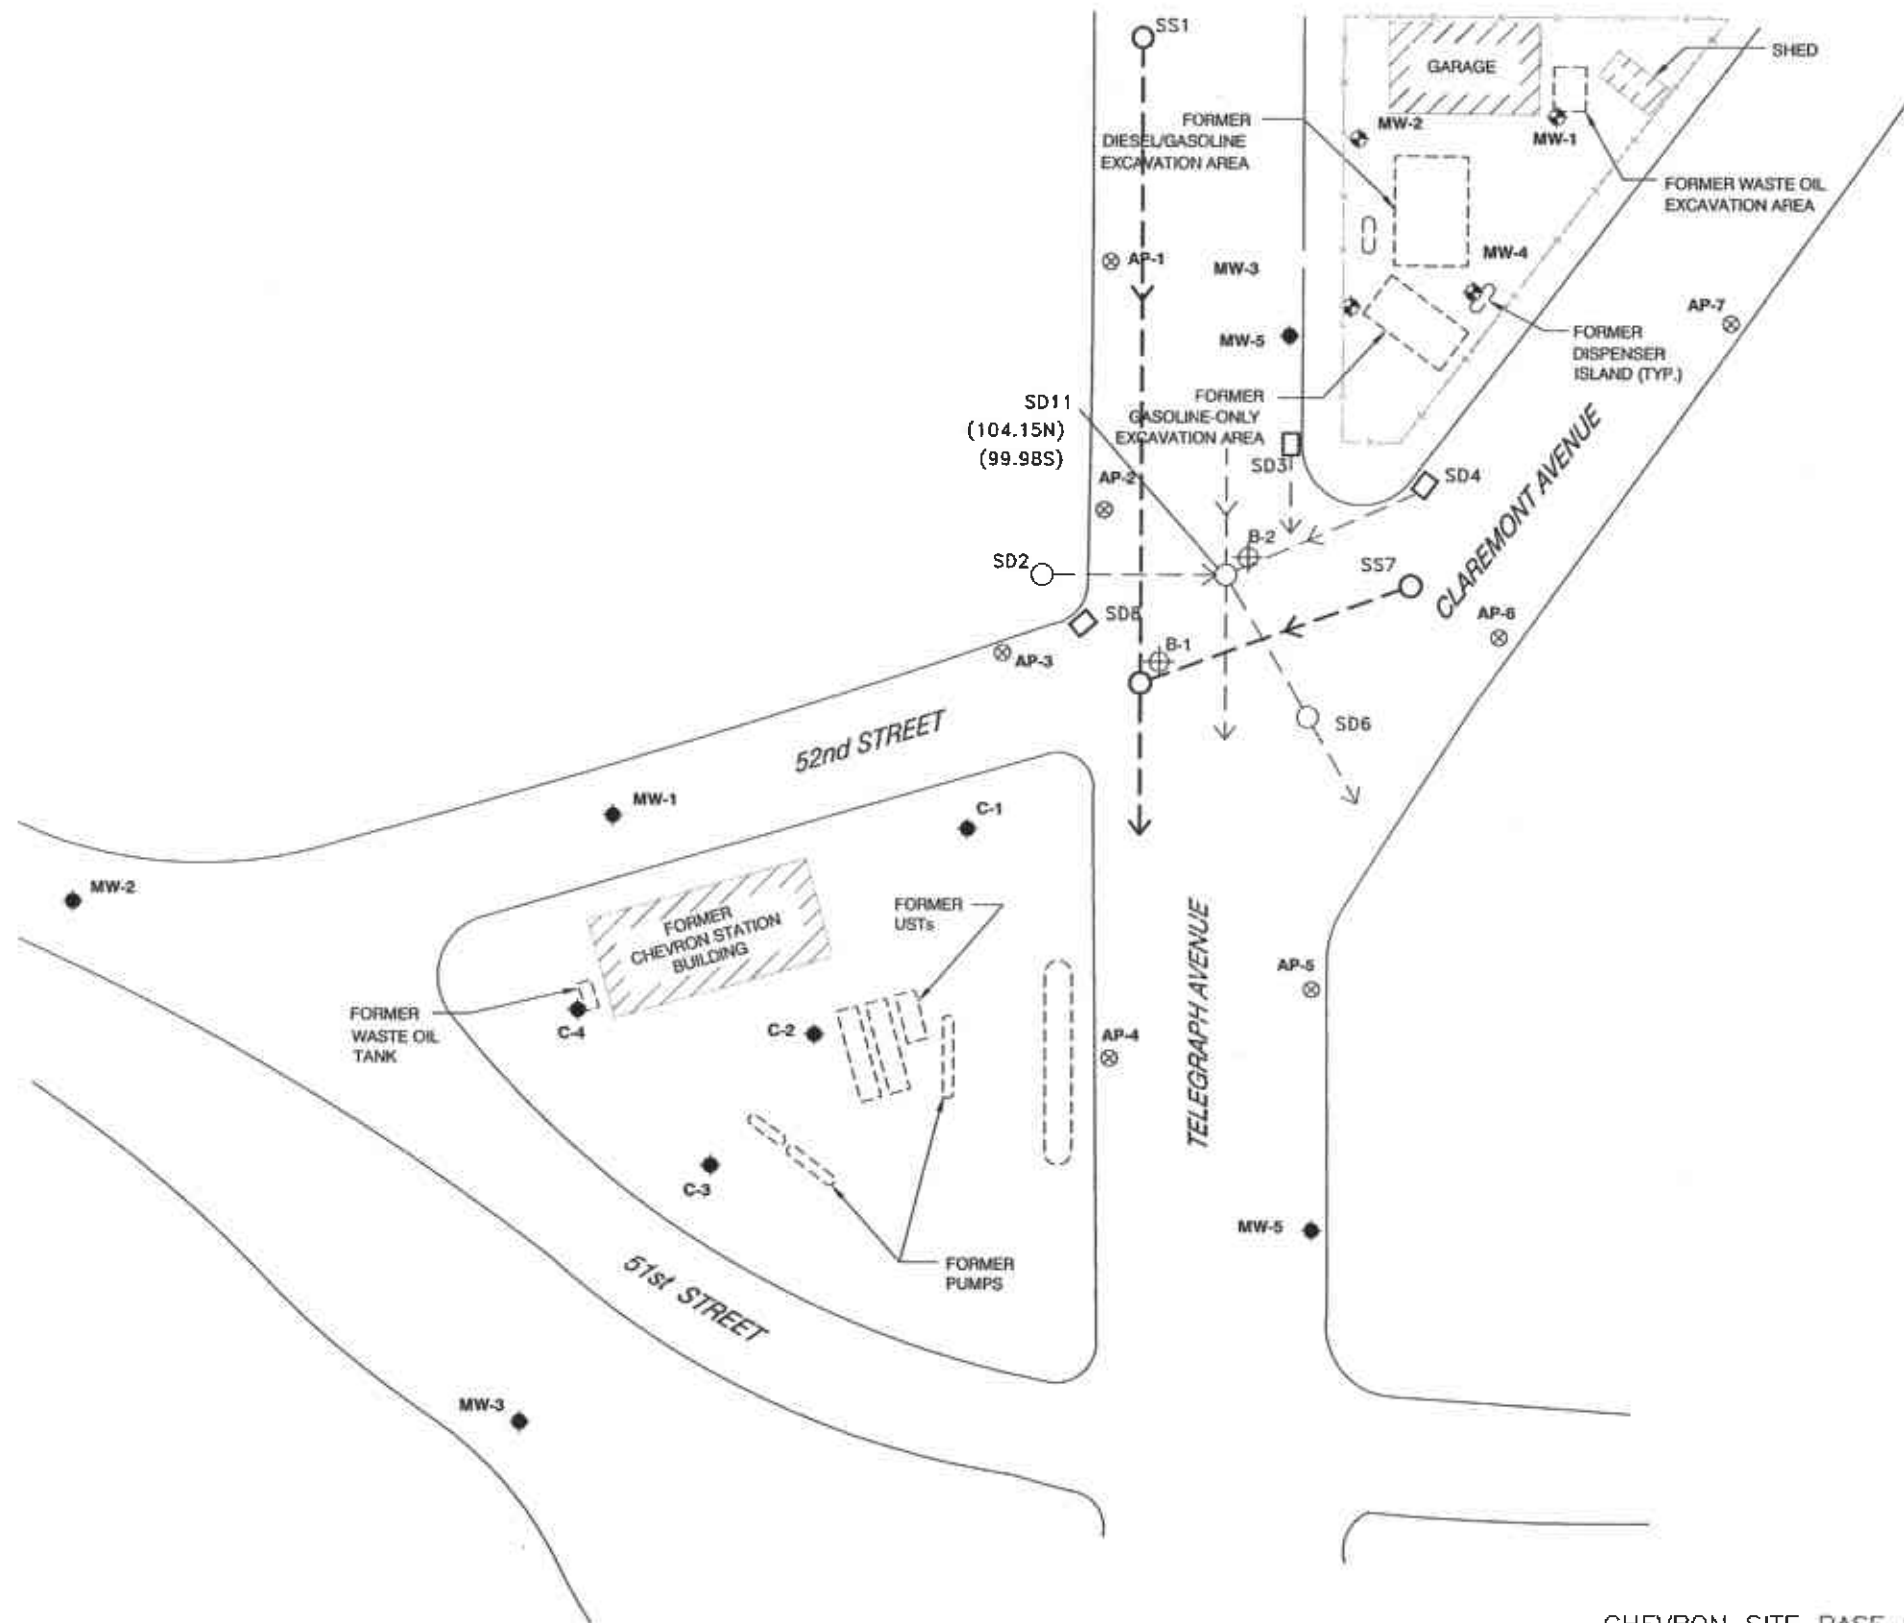 SS1
SHED
GARAGE
FORMER
DIESEL/GASOLINE
EXCAVATION AREA
MW-2
MW-1
FORMER WASTE OIL
EXCAVATION AREA
AP-1
MW-3
MW-4
AP-7
MW-5
FORMER
DISPENSER
ISLAND (TYP.)
SD11
(104.15N)
(99.98S)
FORMER
GASOLINE-ONLY
EXCAVATION AREA
SD3
SD4
AP-2
CLAREMONT AVENUE
B-2
SD2
SS7
SD8
AP-6
B-1
AP-3
SD6
52nd STREET
MW-1
C-1
MW-2
FORMER
USTs
FORMER
CHEVRON STATION
BUILDING
TELEGRAPH AVENUE
AP-5
FORMER
WASTE OIL
TANK
C-4
C-2
AP-4
C-3
MW-5
FORMER
PUMPS
51st STREET
MW-3
CHEVRON SITE BASE